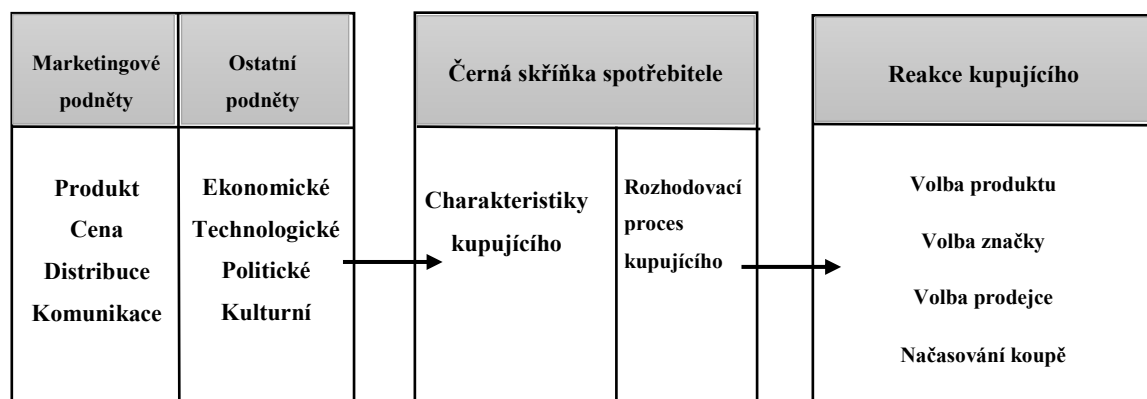 Marketingové
podněty
Ostatní
podněty
Černá skříňka spotřebitele
Reakce kupujícího
Produkt
Cena
Distribuce
Komunikace
Ekonomické
Technologické
Politické
Kulturní
Charakteristiky
kupujícího
Rozhodovací
proces
kupujícího
Volba produktu
Volba značky
Volba prodejce
Načasování koupě